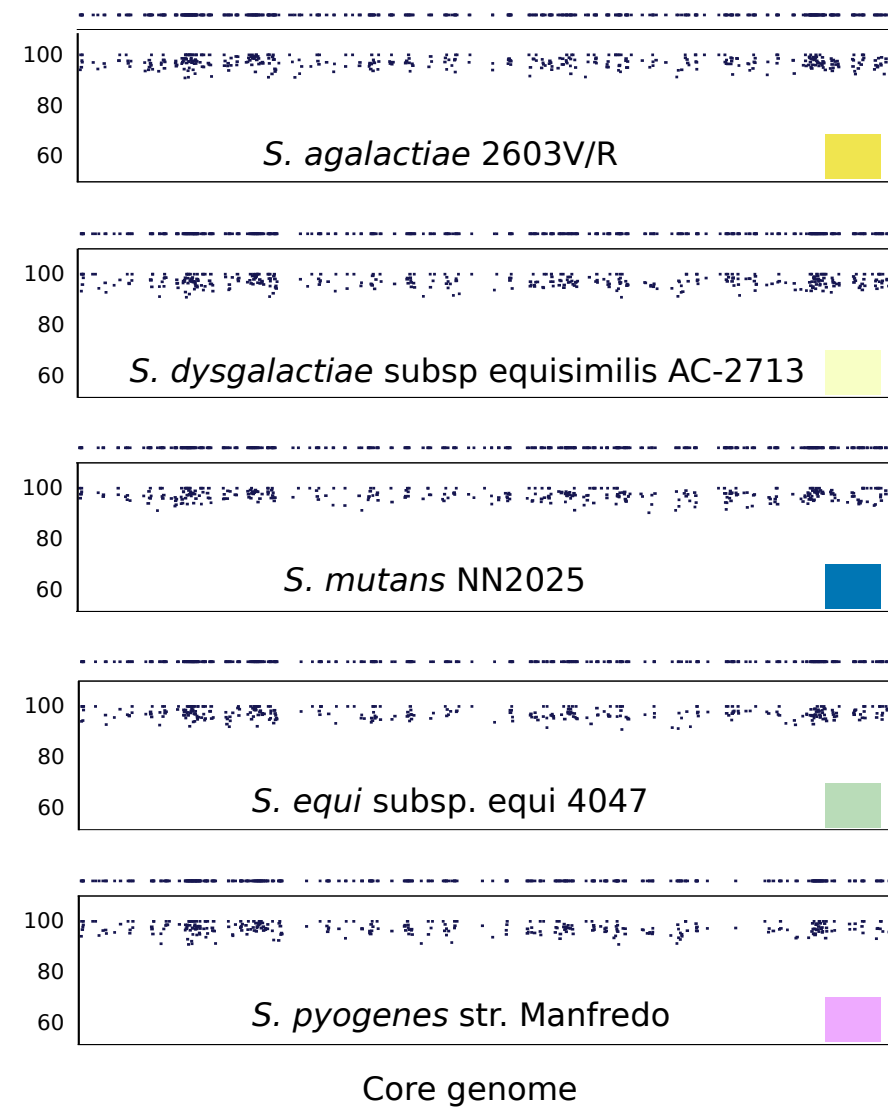 100
80
60
S. agalactiae 2603V/R
100
80
60
S. dysgalactiae subsp equisimilis AC-2713
100
80
60
S. mutans NN2025
100
80
60
S. equi subsp. equi 4047
100
80
60
S. pyogenes str. Manfredo
Core genome